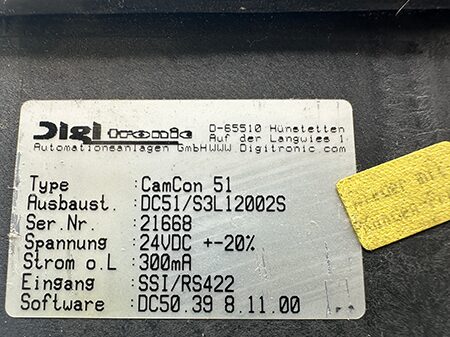 Digitronic D-65510 Hünstetten
Auf der Langwies 1
Automationsanlagen GmbH WWW Digitronic.com
Type : CamCon 51
Ausbaust. : DC51/S3L12002S
Ser.Nr. : 21668
Spannung : 24VDC +-20%
Strom o.L : 300mA
Eingang : SSI/RS422
Software : DC50.39 8.11.00